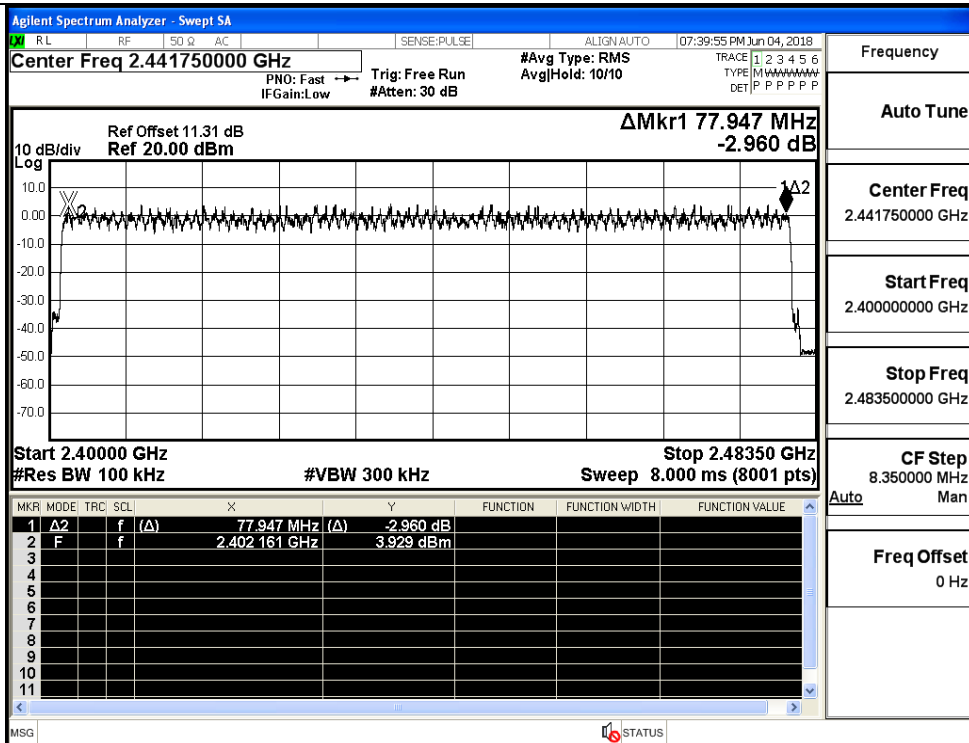 Agilent Spectrum Analyzer - Swept SA
LXI RL RF 50 Ω AC SENSE:PULSE ALIGN AUTO 07:39:55 PM Jun 04, 2018
Center Freq 2.441750000 GHz
PNO: Fast
IFGain:Low
Trig: Free Run
#Atten: 30 dB
#Avg Type: RMS
Avg|Hold: 10/10
TRACE 1 2 3 4 5 6
TYPE M
DET P P P P P P
ΔMkr1 77.947 MHz
-2.960 dB
Ref Offset 11.31 dB
10 dB/div Ref 20.00 dBm
Log
10.0
0.00
-10.0
-20.0
-30.0
-40.0
-50.0
-60.0
-70.0
2
1Δ2
Start 2.40000 GHz Stop 2.48350 GHz
#Res BW 100 kHz #VBW 300 kHz Sweep 8.000 ms (8001 pts)
MKR MODE TRC SCL X Y FUNCTION FUNCTION WIDTH FUNCTION VALUE
1 Δ2 f (Δ) 77.947 MHz (Δ) -2.960 dB
2 F f 2.402 161 GHz 3.929 dBm
3
4
5
6
7
8
9
10
11
MSG STATUS
Frequency
Auto Tune
Center Freq
2.441750000 GHz
Start Freq
2.400000000 GHz
Stop Freq
2.483500000 GHz
CF Step
8.350000 MHz
Auto Man
Freq Offset
0 Hz